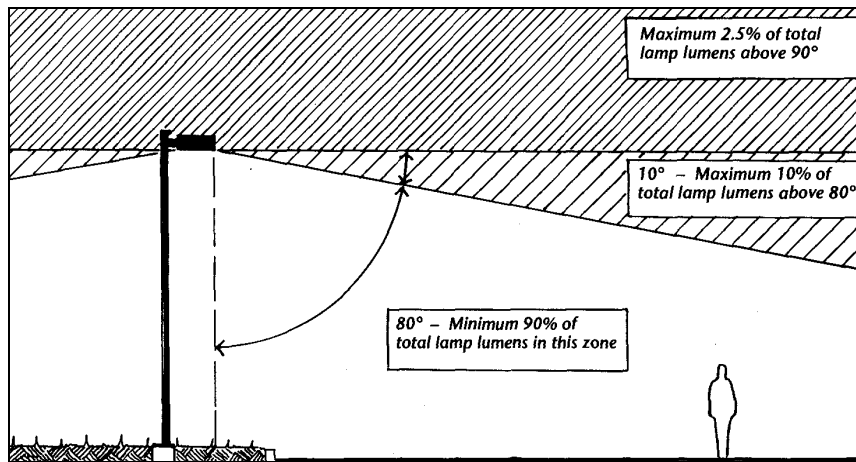 Maximum 2.5% of total
lamp lumens above 90°
10° – Maximum 10% of
total lamp lumens above 80°
80° – Minimum 90% of
total lamp lumens in this zone